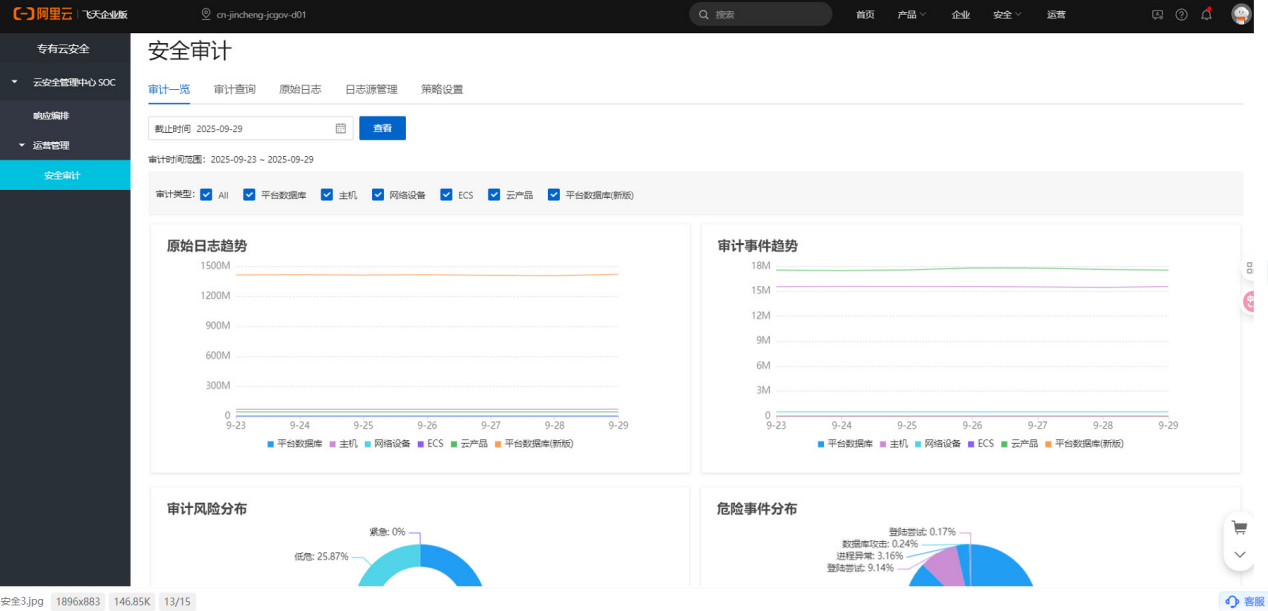 阿里云 飞天企业版 cn-jincheng-jcgov-d01 搜索 首页 产品 企业 安全 运营
专有云安全
云安全管理中心 SOC
响应编排
运营管理
安全审计
安全审计
审计一览 审计查询 原始日志 日志源管理 策略设置
截止时间 2025-09-29 查看
审计时间范围: 2025-09-23 ~ 2025-09-29
审计类型: All 平台数据库 主机 网络设备 ECS 云产品 平台数据库(新版)
原始日志趋势
1500M
1200M
900M
600M
300M
0
9-23 9-24 9-25 9-26 9-27 9-28 9-29
平台数据库 主机 网络设备 ECS 云产品 平台数据库(新版)
审计事件趋势
18M
15M
12M
9M
6M
3M
0
9-23 9-24 9-25 9-26 9-27 9-28 9-29
平台数据库 主机 网络设备 ECS 云产品 平台数据库(新版)
审计风险分布
紧急: 0%
低危: 25.87%
危险事件分布
登陆尝试: 0.17%
数据库攻击: 0.24%
进程异常: 3.16%
登陆尝试: 9.14%
安全3.jpg 1896x883 146.85K 13/15 客服